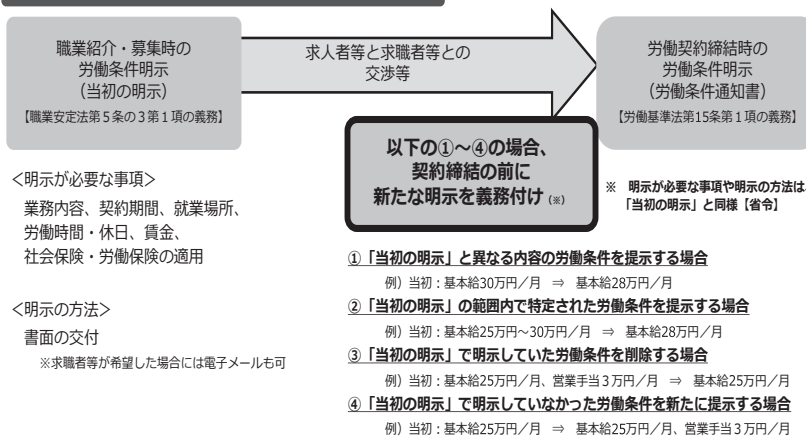 職業紹介・募集時の
労働条件明示
（当初の明示）
【職業安定法第５条の３第１項の義務】
求人者等と求職者等との
交渉等
労働契約締結時の
労働条件明示
（労働条件通知書）
【労働基準法第15条第１項の義務】
以下の①～④の場合、
契約締結の前に
新たな明示を義務付け（※）
※　明示が必要な事項や明示の方法は、
「当初の明示」と同様【省令】
＜明示が必要な事項＞
業務内容、契約期間、就業場所、
労働時間・休日、賃金、
社会保険・労働保険の適用
＜明示の方法＞
書面の交付
※求職者等が希望した場合には電子メールも可
①「当初の明示」と異なる内容の労働条件を提示する場合
例）当初：基本給30万円／月　⇒　基本給28万円／月
②「当初の明示」の範囲内で特定された労働条件を提示する場合
例）当初：基本給25万円～30万円／月　⇒　基本給28万円／月
③「当初の明示」で明示していた労働条件を削除する場合
例）当初：基本給25万円／月、営業手当３万円／月　⇒　基本給25万円／月
④「当初の明示」で明示していなかった労働条件を新たに提示する場合
例）当初：基本給25万円／月　⇒　基本給25万円／月、営業手当３万円／月